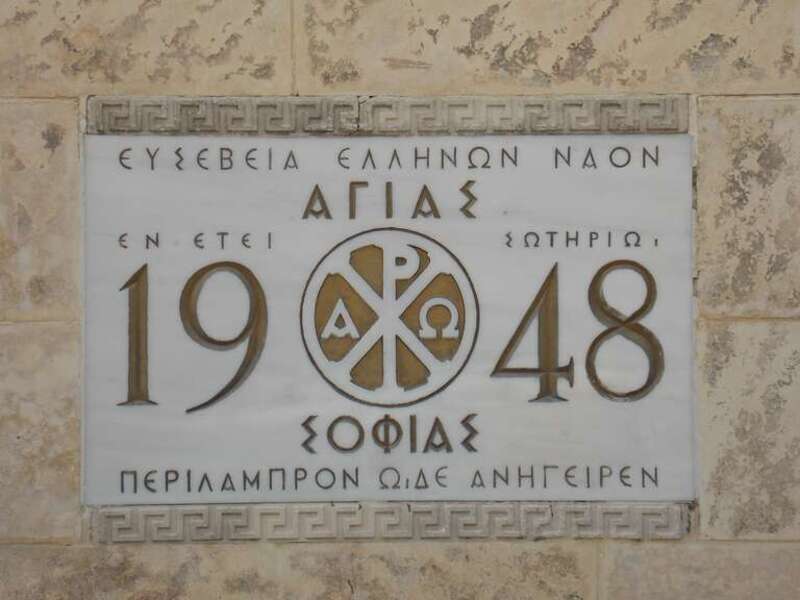 ΕΥΣΕΒΕΙΑ ΕΛΛΗΝΩΝ ΝΑΟΝ
ΑΓΙΑΣ
ΕΝ ΕΤΕΙ ΣΩΤΗΡΙΩι
19 48
Α Ρ Ω
ΣΟΦΙΑΣ
ΠΕΡΙΛΑΜΠΡΟΝ ΩιΔΕ ΑΝΗΓΕΙΡΕΝ